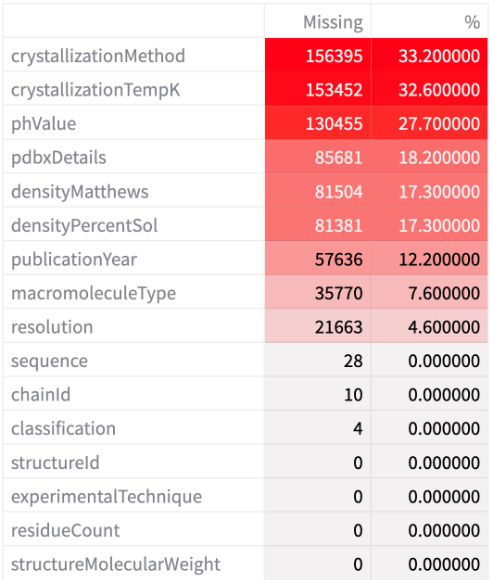 Missing %
crystallizationMethod 156395 33.200000
crystallizationTempK 153452 32.600000
phValue 130455 27.700000
pdbxDetails 85681 18.200000
densityMatthews 81504 17.300000
densityPercentSol 81381 17.300000
publicationYear 57636 12.200000
macromoleculeType 35770 7.600000
resolution 21663 4.600000
sequence 28 0.000000
chainId 10 0.000000
classification 4 0.000000
structureId 0 0.000000
experimentalTechnique 0 0.000000
residueCount 0 0.000000
structureMolecularWeight 0 0.000000